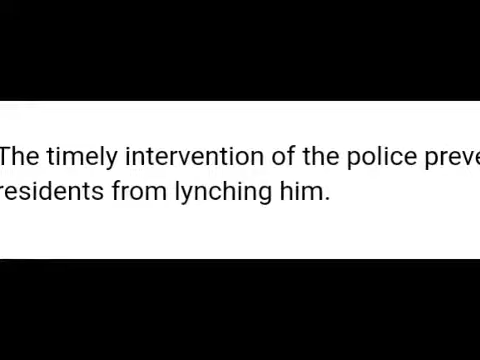 The timely intervention of the police preve
residents from lynching him.